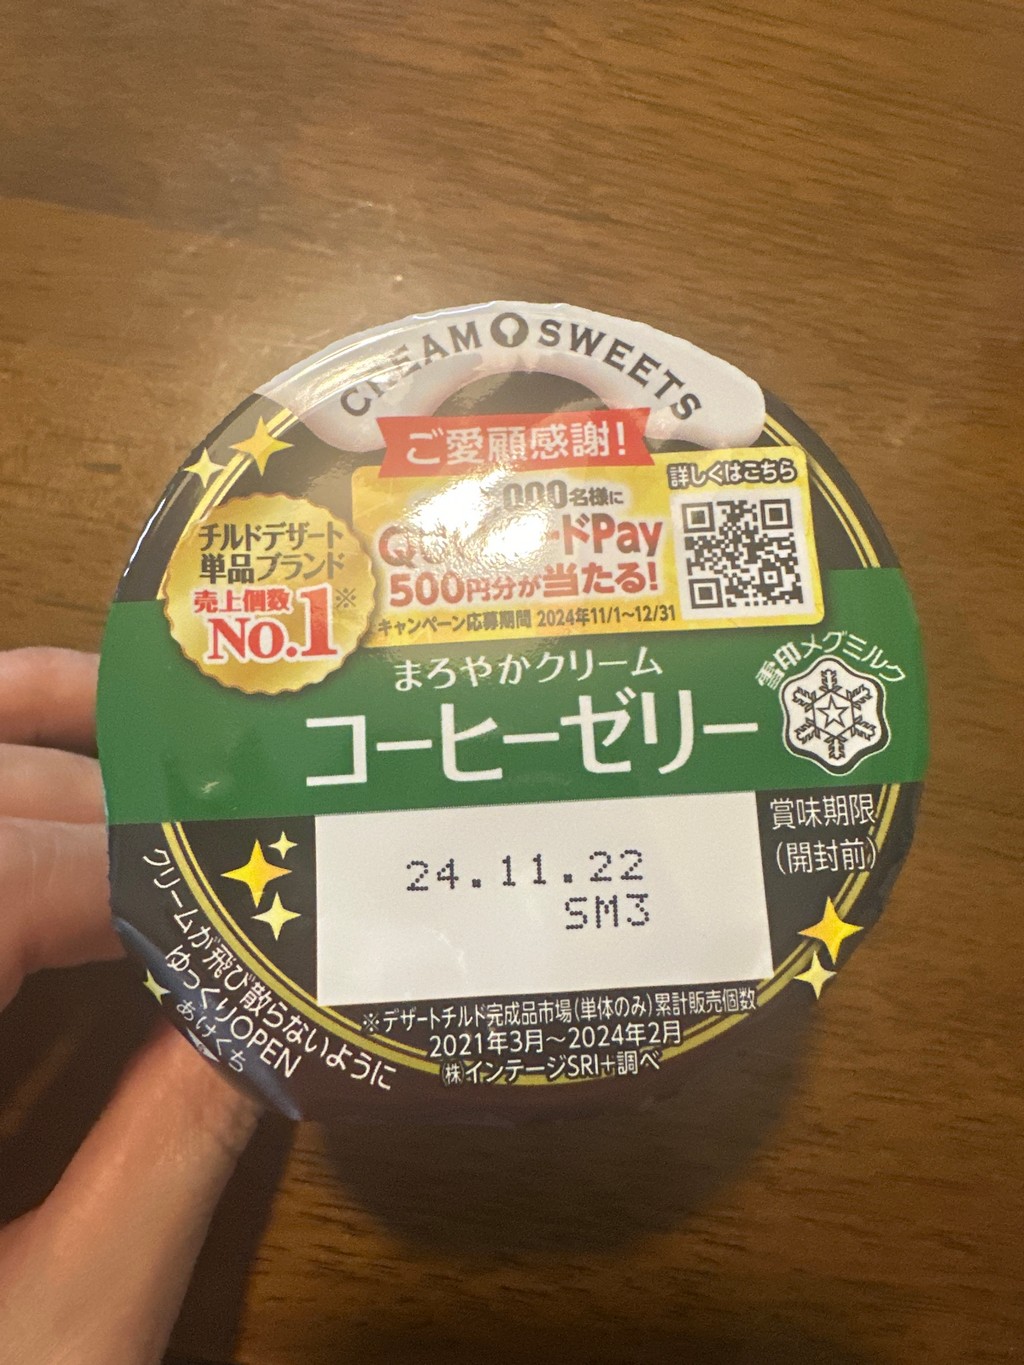 CREAM SWEETS
ご愛顧感謝!
000名様に
ドPay
500円分が当たる!
キャンペーン応募期間 2024年11/1〜12/31
詳しくはこちら
チルドデザート
単品ブランド
売上個数
No.1※
まろやかクリーム
コーヒーゼリー
雪印メグミルク
賞味期限
(開封前)
24.11.22
SM3
クリームが飛び散らないように
ゆっくりOPEN
あけくち
※デザートチルド完成品市場(単体のみ)累計販売個数
2021年3月〜2024年2月
㈱インテージSRI+調べ